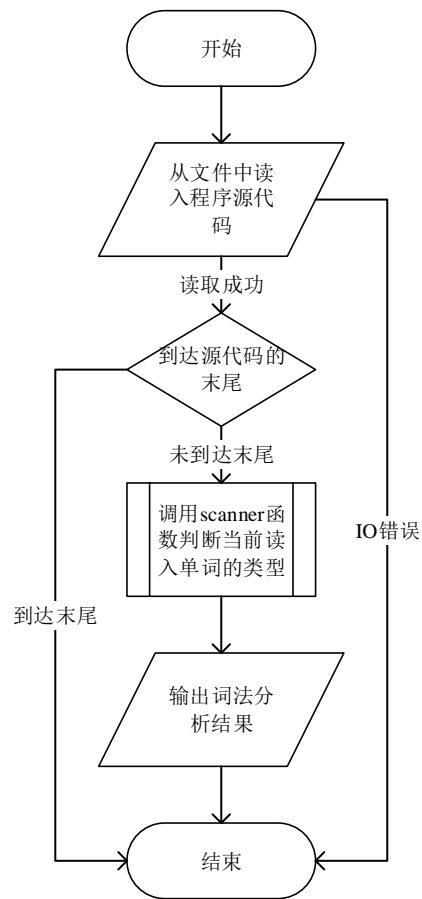 开始
从文件中读
入程序源代
码
读取成功
到达源代码的
末尾
未到达末尾
调用scanner函
数判断当前读
入单词的类型
IO错误
到达末尾
输出词法分
析结果
结束